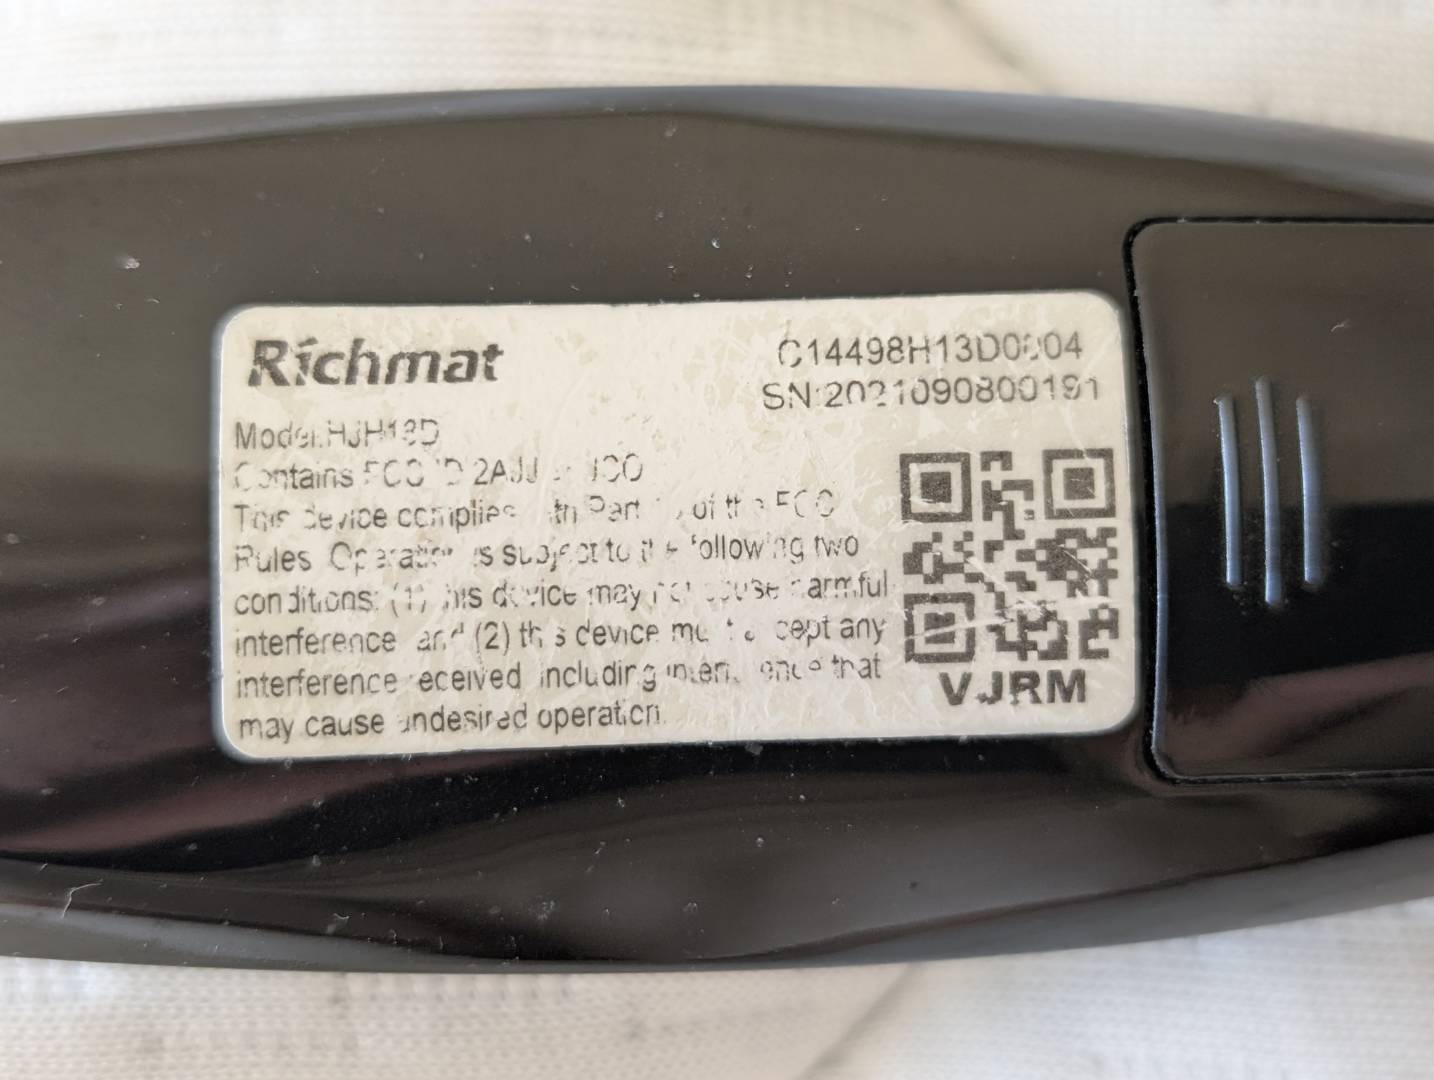 Richmat
C14498H13D0004
SN:2021090800191
Model:HJH13D
Contains FCC ID
This device complies with Part of the FCC
Rules. Operation is subject to the following two
conditions: (1) this device may not cause harmful
interference and (2) this device must accept any
interference received including interference that
may cause undesired operation.
VJRM